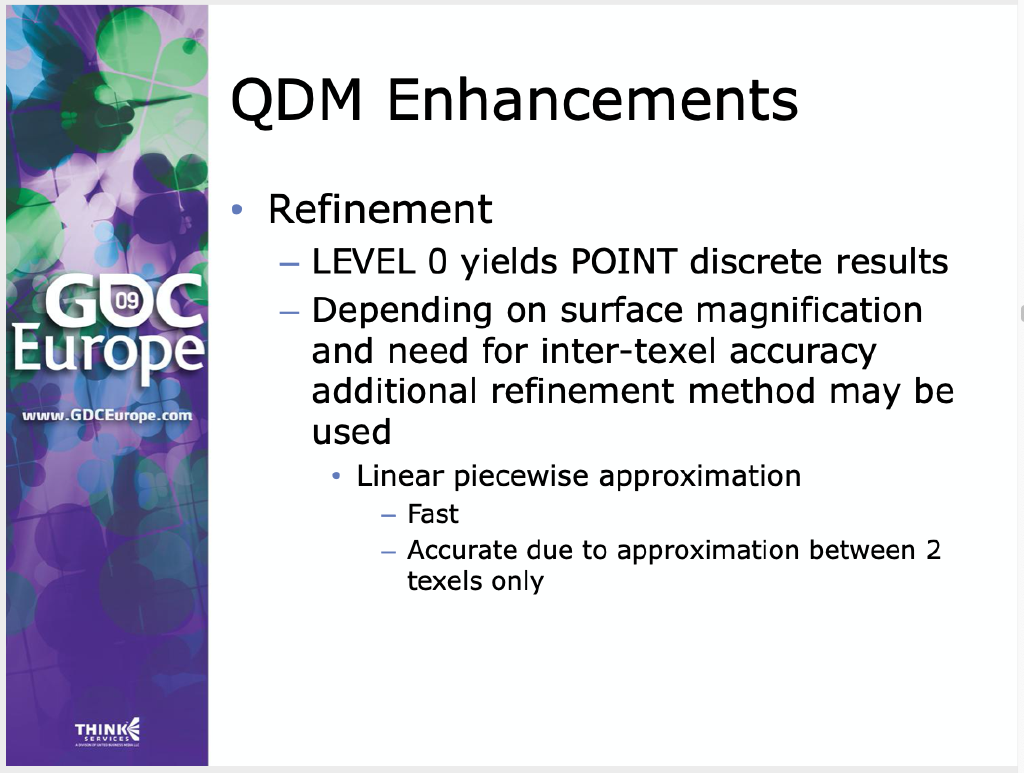 QDM Enhancements
• Refinement
– LEVEL 0 yields POINT discrete results
– Depending on surface magnification
and need for inter-texel accuracy
additional refinement method may be
used
• Linear piecewise approximation
– Fast
– Accurate due to approximation between 2
texels only
GDC
09
Europe
www.GDCEurope.com
THINK
SERVICES
A DIVISION OF UNITED BUSINESS MEDIA LLC